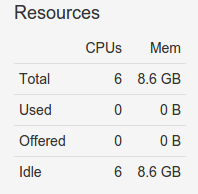 Resources
CPUs Mem
Total 6 8.6 GB
Used 0 0 B
Offered 0 0 B
Idle 6 8.6 GB